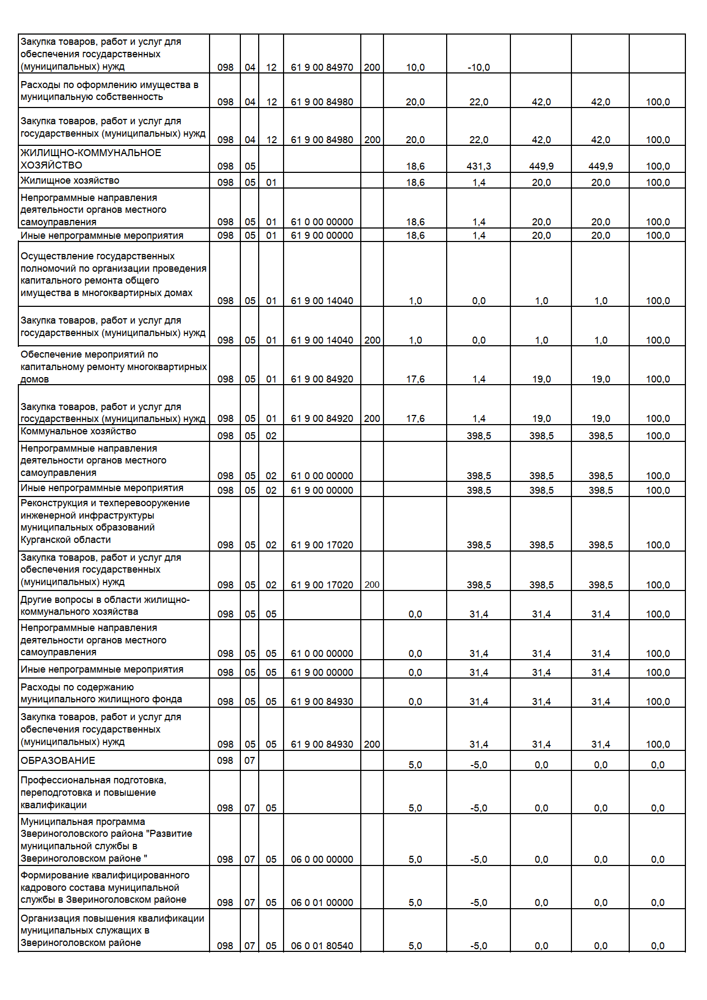 Закупка товаров, работ и услуг для
обеспечения государственных
(муниципальных) нужд 098 04 12 61 9 00 84970 200 10,0 -10,0
Расходы по оформлению имущества в
муниципальную собственность 098 04 12 61 9 00 84980 20,0 22,0 42,0 42,0 100,0
Закупка товаров, работ и услуг для
государственных (муниципальных) нужд 098 04 12 61 9 00 84980 200 20,0 22,0 42,0 42,0 100,0
ЖИЛИЩНО-КОММУНАЛЬНОЕ
ХОЗЯЙСТВО 098 05 18,6 431,3 449,9 449,9 100,0
Жилищное хозяйство 098 05 01 18,6 1,4 20,0 20,0 100,0
Непрограммные направления
деятельности органов местного
самоуправления 098 05 01 61 0 00 00000 18,6 1,4 20,0 20,0 100,0
Иные непрограммные мероприятия 098 05 01 61 9 00 00000 18,6 1,4 20,0 20,0 100,0
Осуществление государственных
полномочий по организации проведения
капитального ремонта общего
имущества в многоквартирных домах 098 05 01 61 9 00 14040 1,0 0,0 1,0 1,0 100,0
Закупка товаров, работ и услуг для
государственных (муниципальных) нужд 098 05 01 61 9 00 14040 200 1,0 0,0 1,0 1,0 100,0
Обеспечение мероприятий по
капитальному ремонту многоквартирных
домов 098 05 01 61 9 00 84920 17,6 1,4 19,0 19,0 100,0
Закупка товаров, работ и услуг для
государственных (муниципальных) нужд 098 05 01 61 9 00 84920 200 17,6 1,4 19,0 19,0 100,0
Коммунальное хозяйство 098 05 02 398,5 398,5 398,5 100,0
Непрограммные направления
деятельности органов местного
самоуправления 098 05 02 61 0 00 00000 398,5 398,5 398,5 100,0
Иные непрограммные мероприятия 098 05 02 61 9 00 00000 398,5 398,5 398,5 100,0
Реконструкция и техперевооружение
инженерной инфраструктуры
муниципальных образований
Курганской области 098 05 02 61 9 00 17020 398,5 398,5 398,5 100,0
Закупка товаров, работ и услуг для
обеспечения государственных
(муниципальных) нужд 098 05 02 61 9 00 17020 200 398,5 398,5 398,5 100,0
Другие вопросы в области жилищно-
коммунального хозяйства 098 05 05 0,0 31,4 31,4 31,4 100,0
Непрограммные направления
деятельности органов местного
самоуправления 098 05 05 61 0 00 00000 0,0 31,4 31,4 31,4 100,0
Иные непрограммные мероприятия 098 05 05 61 9 00 00000 0,0 31,4 31,4 31,4 100,0
Расходы по содержанию
муниципального жилищного фонда 098 05 05 61 9 00 84930 0,0 31,4 31,4 31,4 100,0
Закупка товаров, работ и услуг для
обеспечения государственных
(муниципальных) нужд 098 05 05 61 9 00 84930 200 31,4 31,4 31,4 100,0
ОБРАЗОВАНИЕ 098 07 5,0 -5,0 0,0 0,0 0,0
Профессиональная подготовка,
переподготовка и повышение
квалификации 098 07 05 5,0 -5,0 0,0 0,0 0,0
Муниципальная программа
Звериноголовского района "Развитие
муниципальной службы в
Звериноголовском районе " 098 07 05 06 0 00 00000 5,0 -5,0 0,0 0,0 0,0
Формирование квалифицированного
кадрового состава муниципальной
службы в Звериноголовском районе 098 07 05 06 0 01 00000 5,0 -5,0 0,0 0,0 0,0
Организация повышения квалификации
муниципальных служащих в
Звериноголовском районе 098 07 05 06 0 01 80540 5,0 -5,0 0,0 0,0 0,0